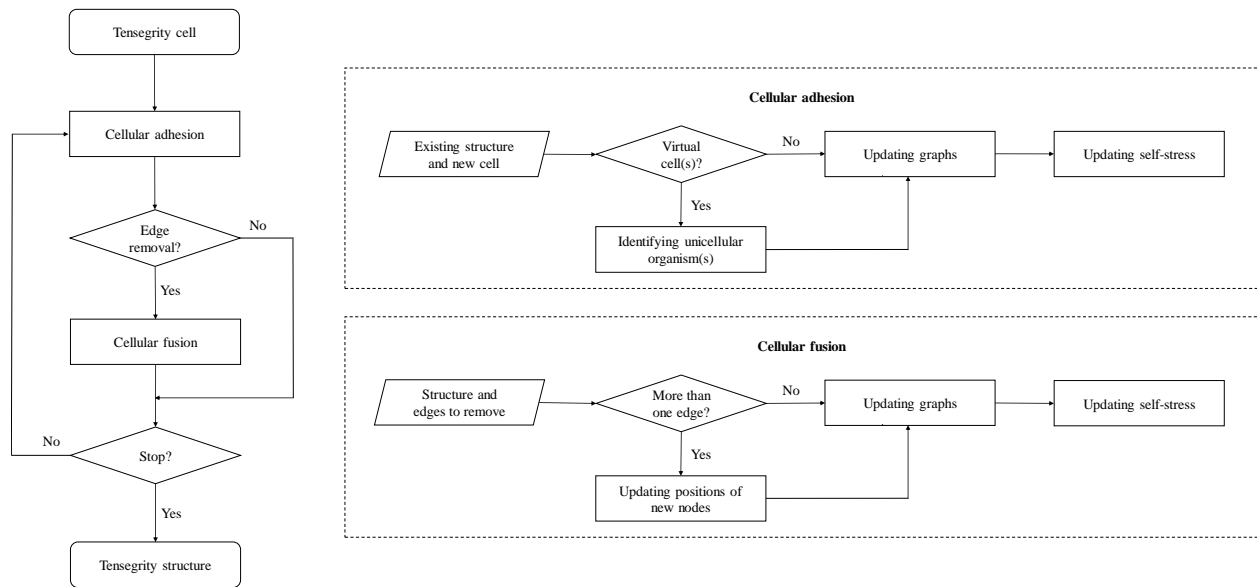 Tensegrity cell
Cellular adhesion
Edge
removal?
No
Yes
Cellular fusion
No
Stop?
Yes
Tensegrity structure
Cellular adhesion
Existing structure
and new cell
Virtual
cell(s)?
No
Updating graphs
Updating self-stress
Yes
Identifying unicellular
organism(s)
Cellular fusion
Structure and
edges to remove
More than
one edge?
No
Updating graphs
Updating self-stress
Yes
Updating positions of
new nodes